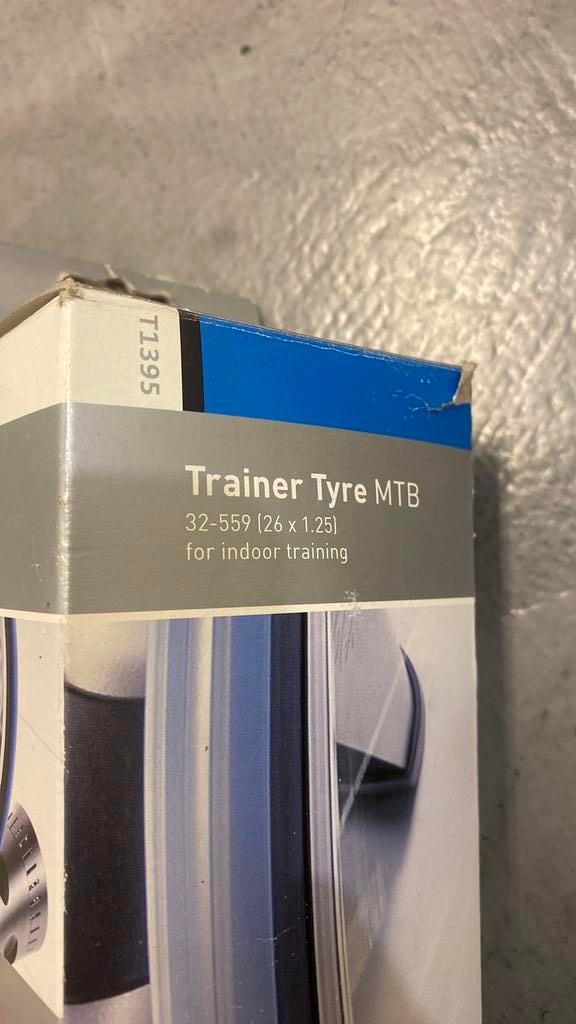 T1395
Trainer Tyre MTB
32-559 (26 x 1.25)
for indoor training